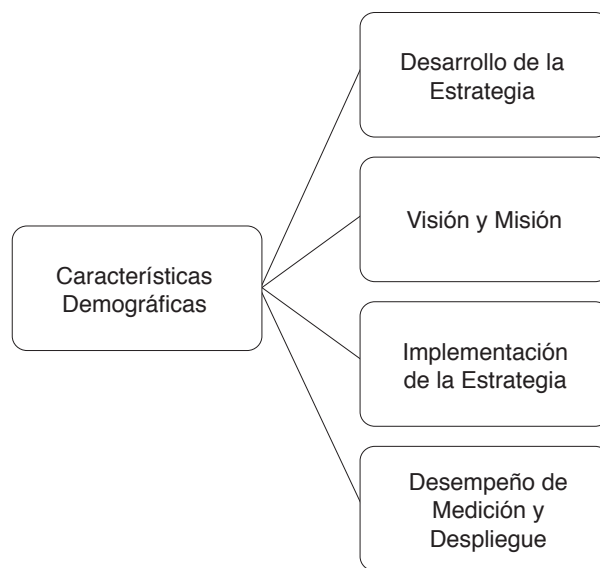 Desarrollo de la
Estrategia
Visión y Misión
Características
Demográficas
Implementación
de la Estrategia
Desempeño de
Medición y
Despliegue